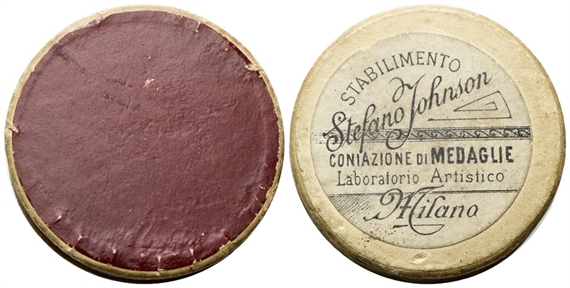 STABILIMENTO
Stefano Johnson
CONIAZIONE DI MEDAGLIE
Laboratorio Artistico
Milano